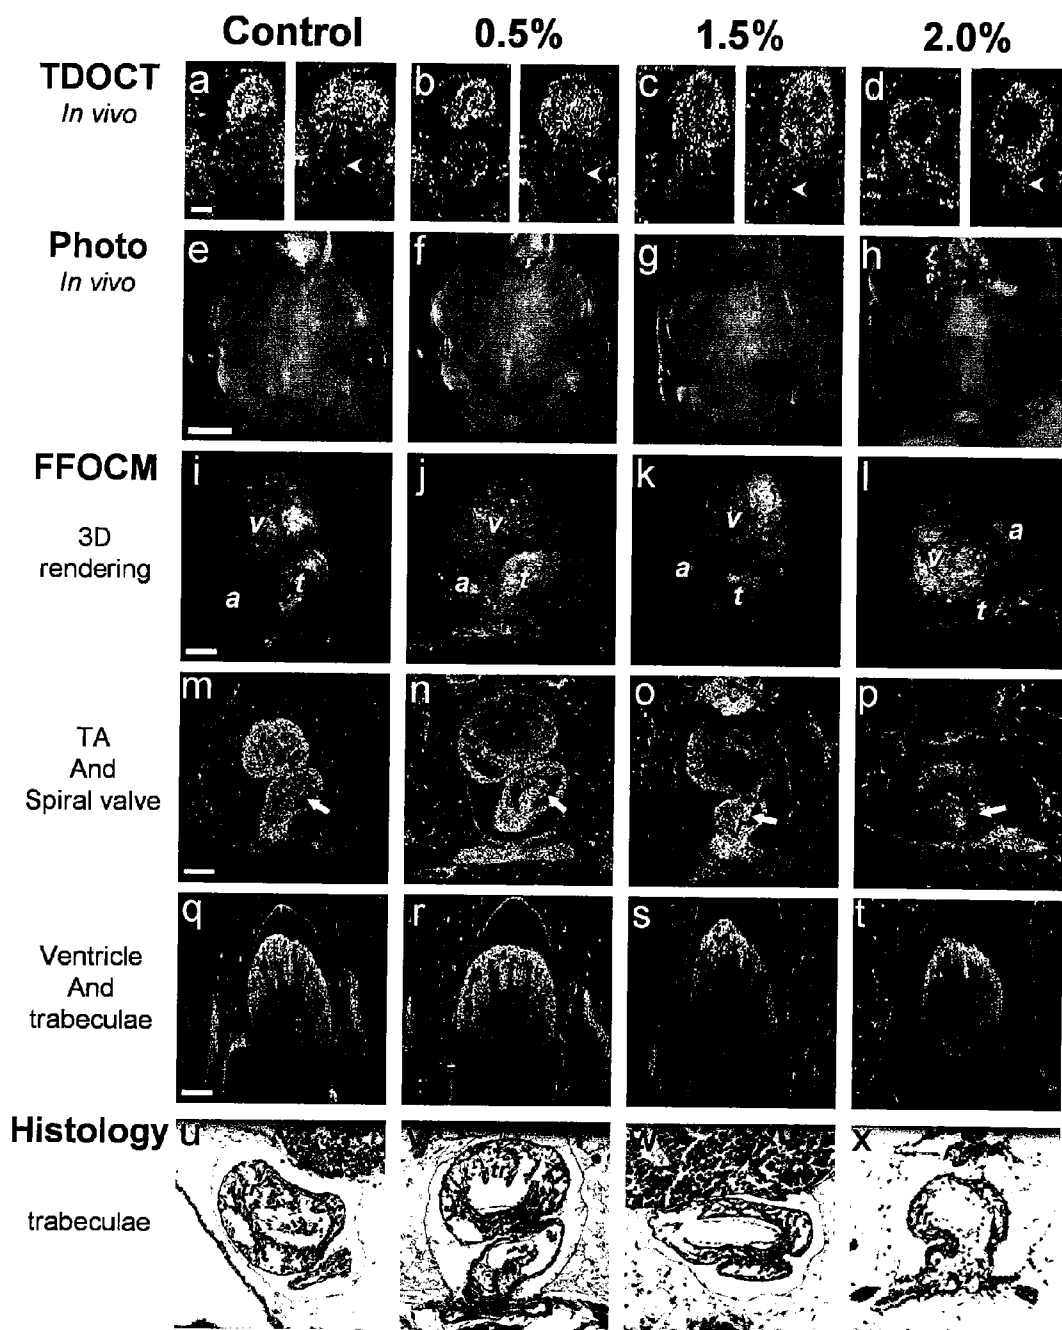 Control 0.5% 1.5% 2.0%
TDOCT
In vivo
a b c d
Photo
In vivo
e f g h
FFOCM
3D
rendering
i j k l
v v v a
v
a t a t a t t
TA
And
Spiral valve
m n o p
Ventricle
And
trabeculae
q r s t
Histology
trabeculae
u v w x
tr